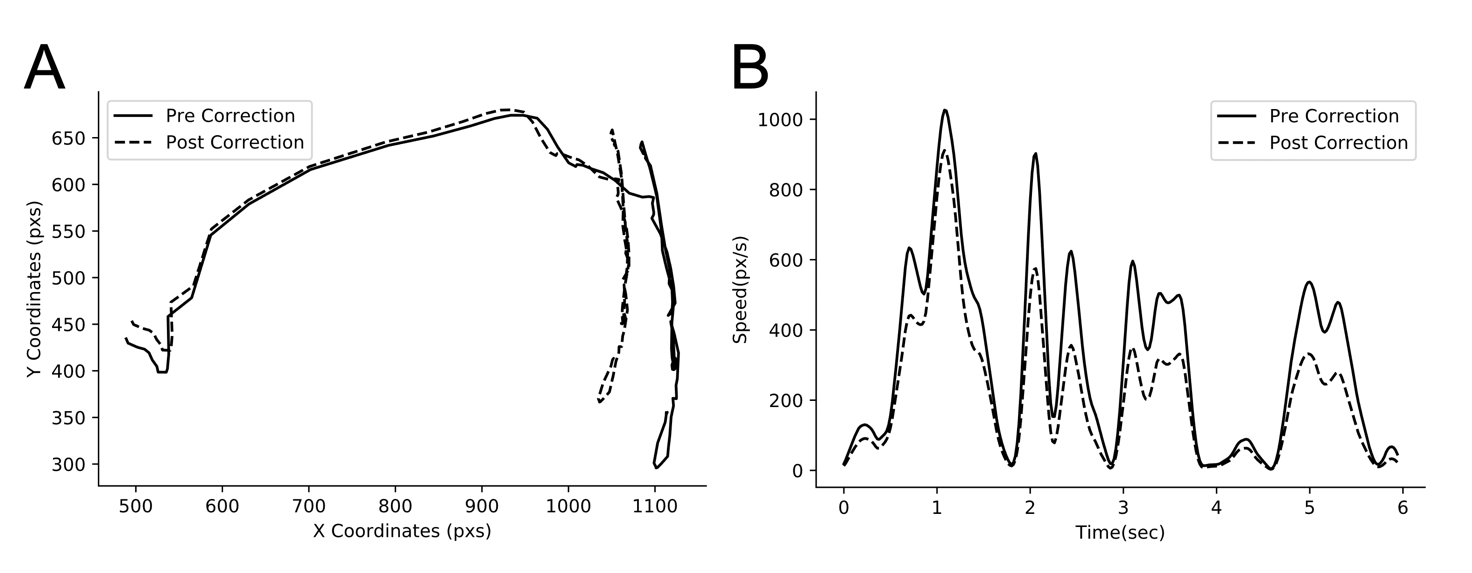 A
Pre Correction
Post Correction
650
600
550
500
450
400
350
300
Y Coordinates (pxs)
500
600
700
800
900
1000
1100
X Coordinates (pxs)
B
Pre Correction
Post Correction
1000
800
600
400
200
0
Speed(px/s)
0
1
2
3
4
5
6
Time(sec)